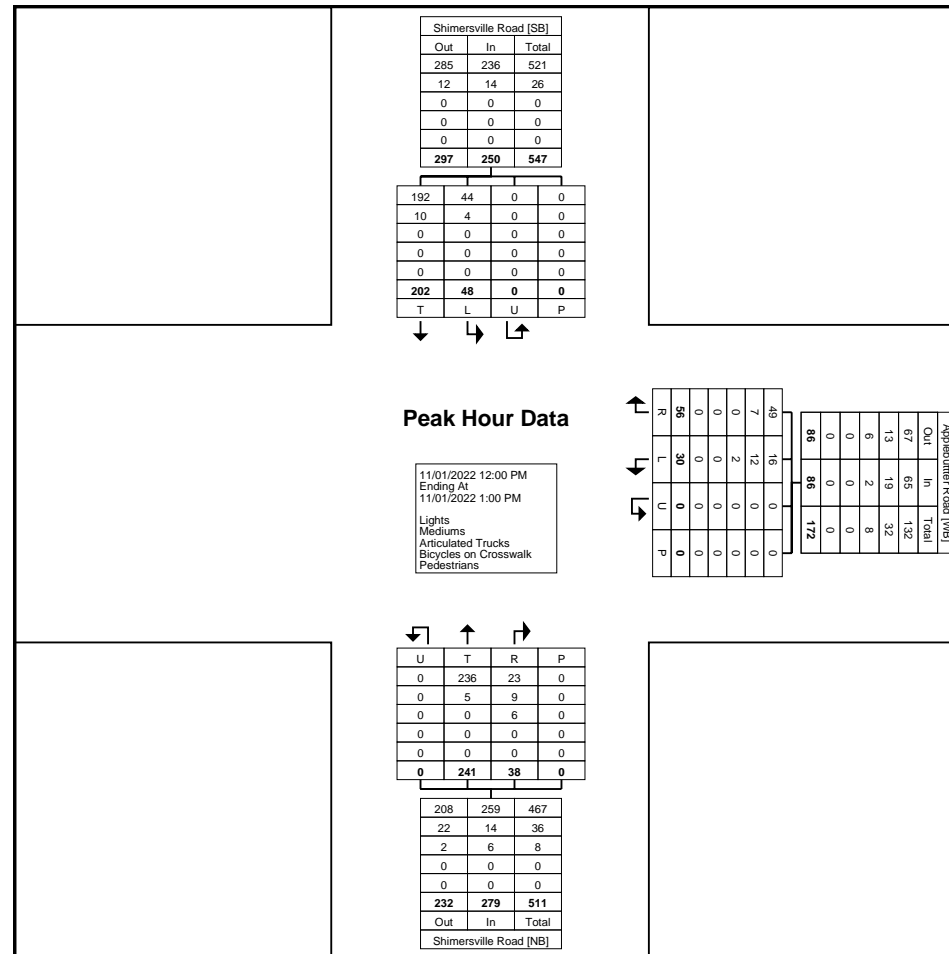 Shimersville Road [SB]
Out In Total
285 236 521
12 14 26
0 0 0
0 0 0
0 0 0
297 250 547
192 44 0 0
10 4 0 0
0 0 0 0
0 0 0 0
0 0 0 0
202 48 0 0
T L U P
Peak Hour Data
11/01/2022 12:00 PM
Ending At
11/01/2022 1:00 PM
Lights
Mediums
Articulated Trucks
Bicycles on Crosswalk
Pedestrians
Applebutter Road [WB]
Out In Total
67 65 132
13 19 32
6 2 8
0 0 0
0 0 0
86 86 172
49 16 0 0
7 12 0 0
0 2 0 0
0 0 0 0
0 0 0 0
56 30 0 0
R L U P
U T R P
0 236 23 0
0 5 9 0
0 0 6 0
0 0 0 0
0 0 0 0
0 241 38 0
208 259 467
22 14 36
2 6 8
0 0 0
0 0 0
232 279 511
Out In Total
Shimersville Road [NB]